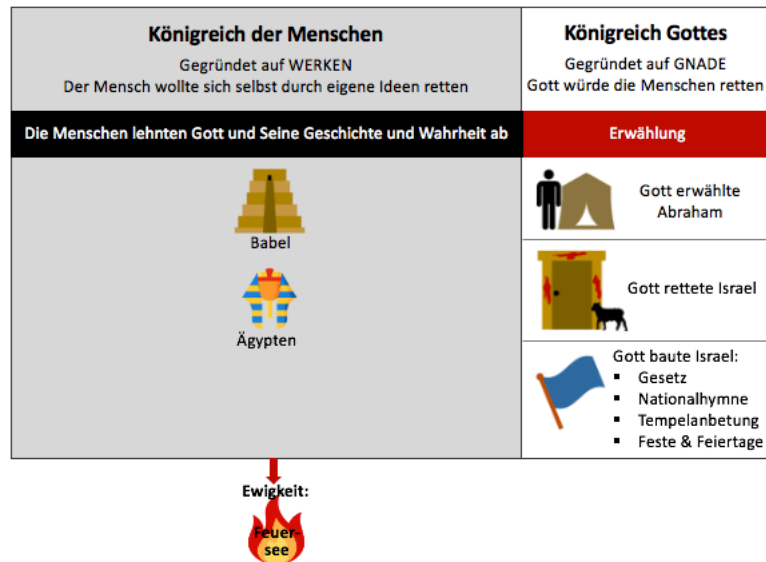 Königreich der Menschen
Gegründet auf WERKEN
Der Mensch wollte sich selbst durch eigene Ideen retten
Königreich Gottes
Gegründet auf GNADE
Gott würde die Menschen retten
Die Menschen lehnten Gott und Seine Geschichte und Wahrheit ab
Erwählung
Babel
Ägypten
Gott erwählte
Abraham
Gott rettete Israel
Gott baute Israel:
▪ Gesetz
▪ Nationalhymne
▪ Tempelanbetung
▪ Feste & Feiertage
Ewigkeit:
Feuer-
see